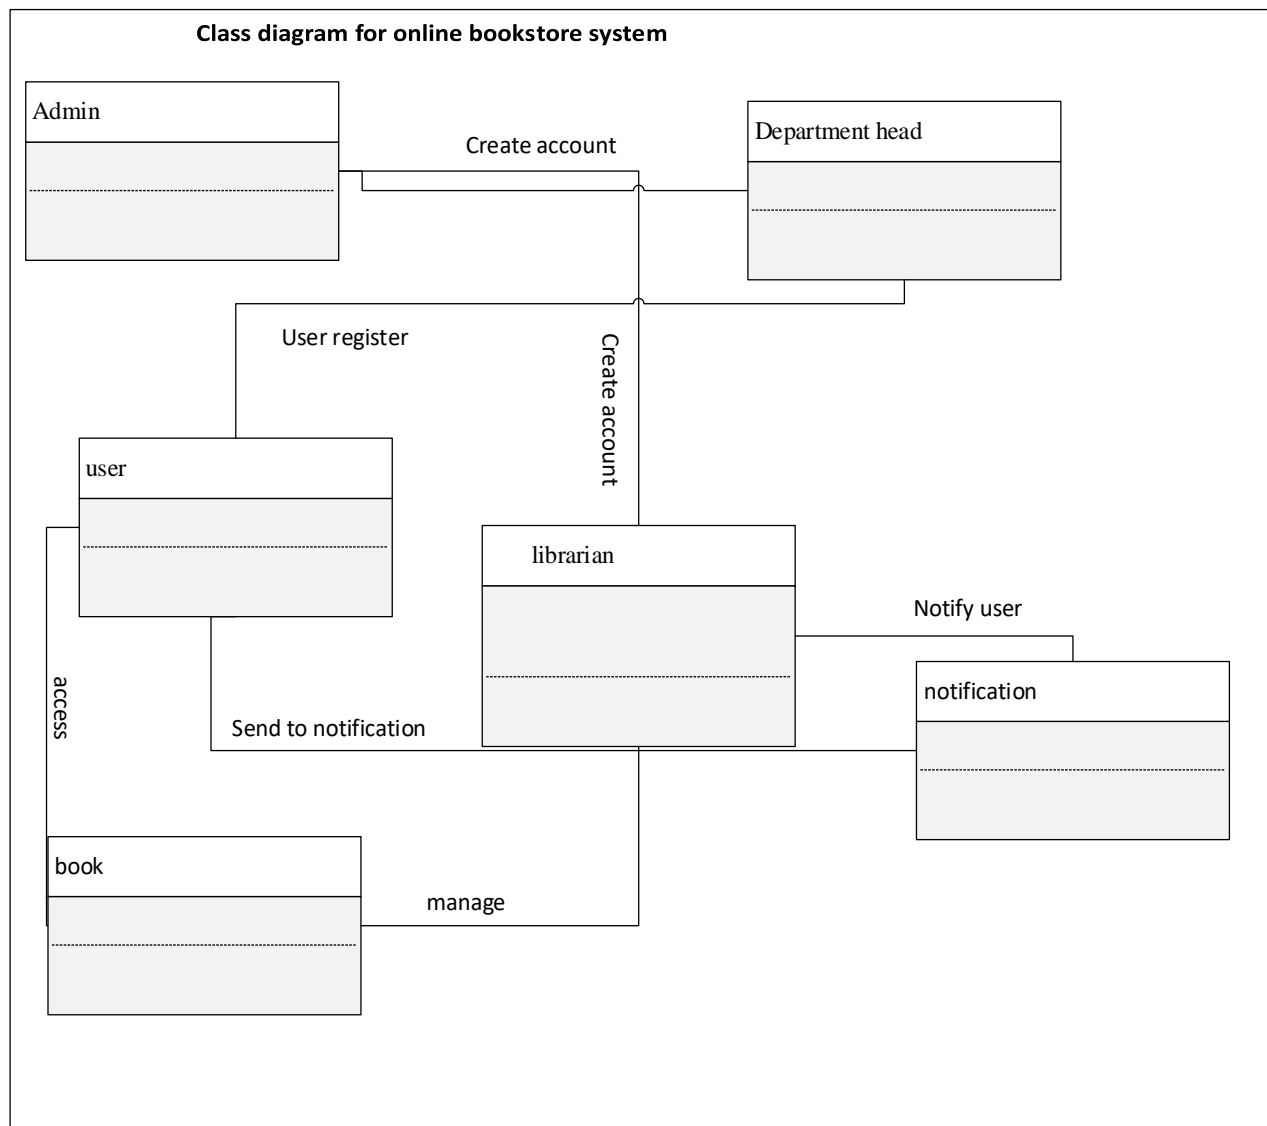 Class diagram for online bookstore system
Admin
Department head
Create account
User register
Create account
user
librarian
Notify user
notification
access
Send to notification
book
manage